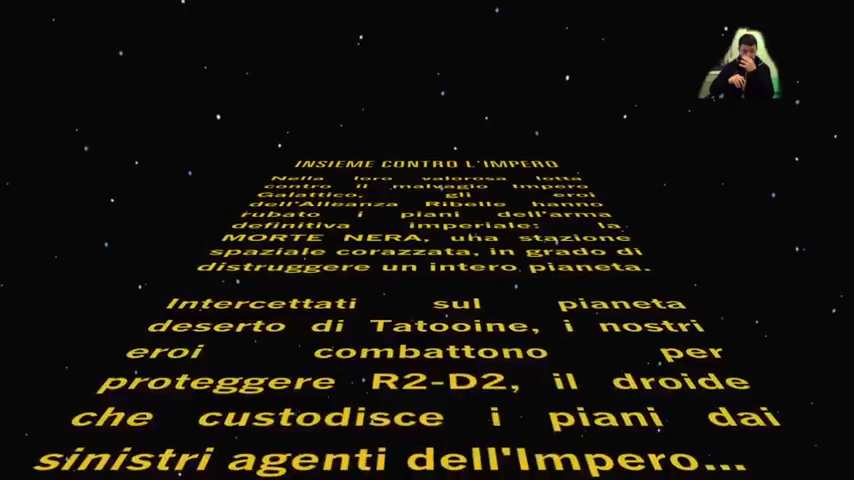 INSIEME CONTRO L'IMPERO
Nella loro valorosa lotta
contro il malvagio Impero
Galattico, gli eroi
dell'Alleanza Ribelle hanno
rubato i piani dell'arma
definitiva imperiale: la
MORTE NERA, una stazione
spaziale corazzata, in grado di
distruggere un intero pianeta.
Intercettati sul pianeta
deserto di Tatooine, i nostri
eroi combattono per
proteggere R2-D2, il droide
che custodisce i piani dai
sinistri agenti dell'Impero...